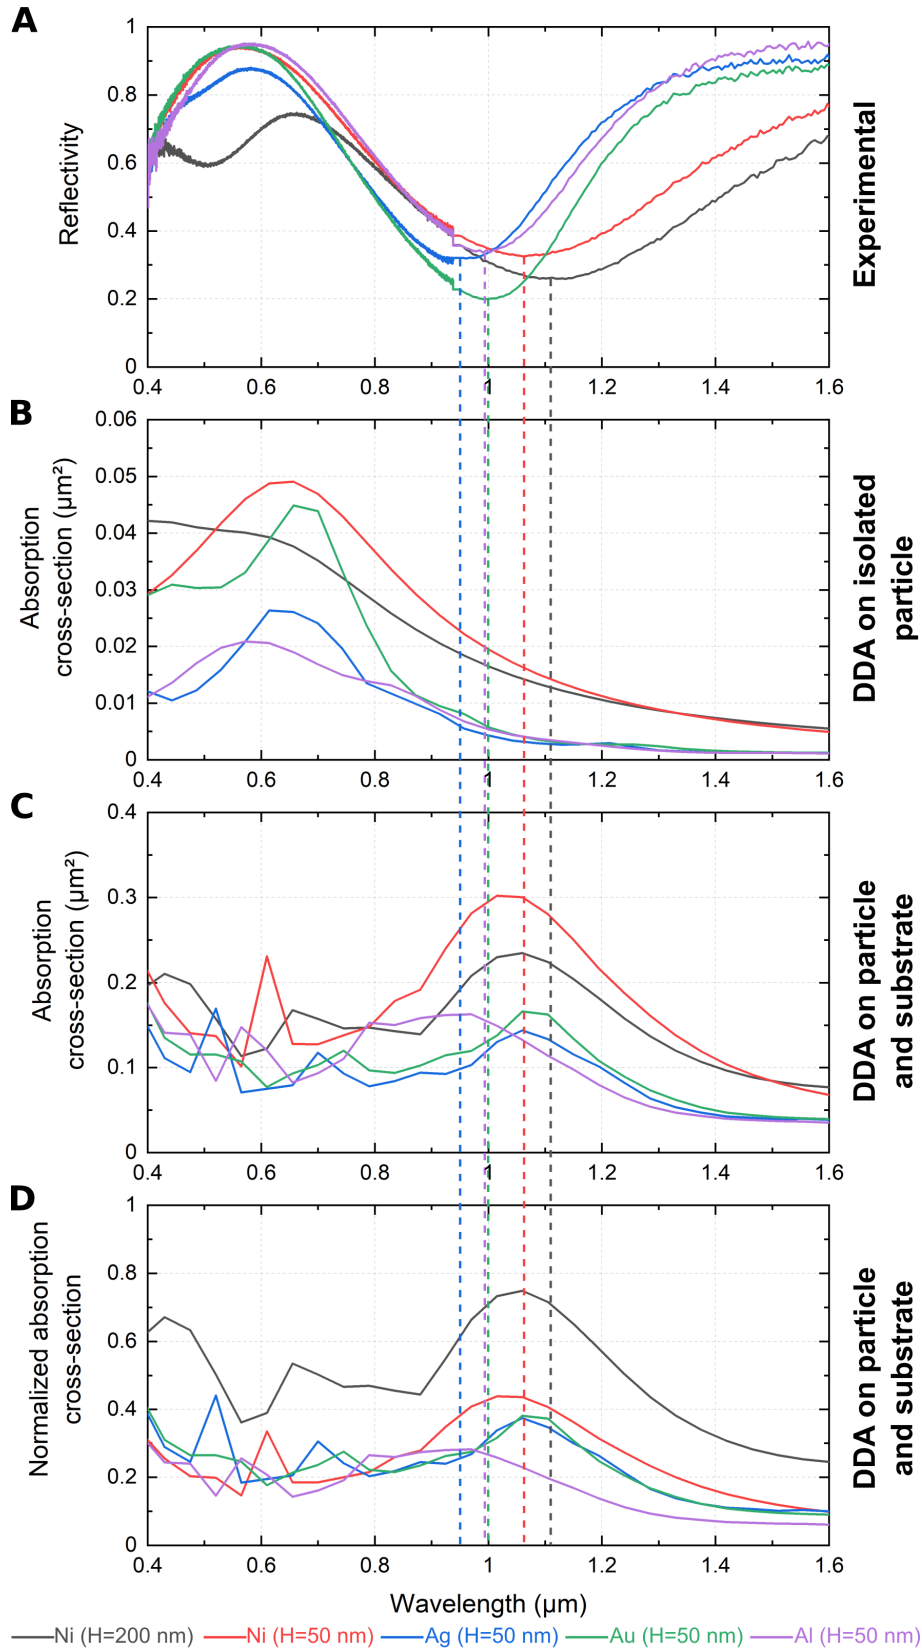 A
1
0.8
0.6
0.4
0.2
0
Reflectivity
0.4 0.6 0.8 1 1.2 1.4 1.6
Experimental
B
0.06
0.05
0.04
0.03
0.02
0.01
0
Absorption
cross-section (μm²)
0.4 0.6 0.8 1 1.2 1.4 1.6
DDA on isolated
particle
C
0.4
0.3
0.2
0.1
0
Absorption
cross-section (μm²)
0.4 0.6 0.8 1 1.2 1.4 1.6
DDA on particle
and substrate
D
1
0.8
0.6
0.4
0.2
0
Normalized absorption
cross-section
0.4 0.6 0.8 1 1.2 1.4 1.6
DDA on particle
and substrate
Wavelength (μm)
Ni (H=200 nm) Ni (H=50 nm) Ag (H=50 nm) Au (H=50 nm) Al (H=50 nm)